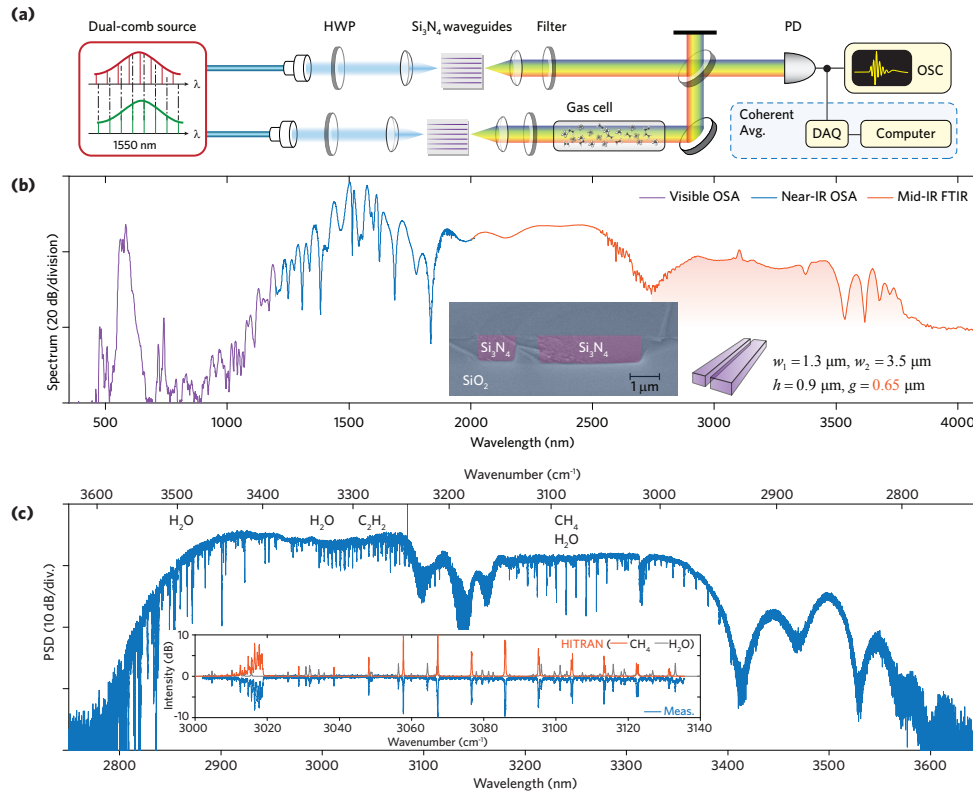 (a)
Dual-comb source
HWP
Si₃N₄ waveguides
Filter
PD
λ
λ
1550 nm
Gas cell
OSC
Coherent
Avg.
DAQ
Computer
(b)
Visible OSA
Near-IR OSA
Mid-IR FTIR
Spectrum (20 dB/division)
Si₃N₄
Si₃N₄
SiO₂
1 μm
w₁ = 1.3 μm, w₂ = 3.5 μm
h = 0.9 μm, g = 0.65 μm
500 1000 1500 2000 2500 3000 3500 4000
Wavelength (nm)
Wavenumber (cm⁻¹)
3600 3500 3400 3300 3200 3100 3000 2900 2800
(c)
H₂O
H₂O
C₂H₂
CH₄
H₂O
PSD (10 dB/div.)
HITRAN (—CH₄ —H₂O)
Intensity (dB)
10
0
-10
Meas.
3000 3020 3040 3060 3080 3100 3120 3140
Wavenumber (cm⁻¹)
2800 2900 3000 3100 3200 3300 3400 3500 3600
Wavelength (nm)